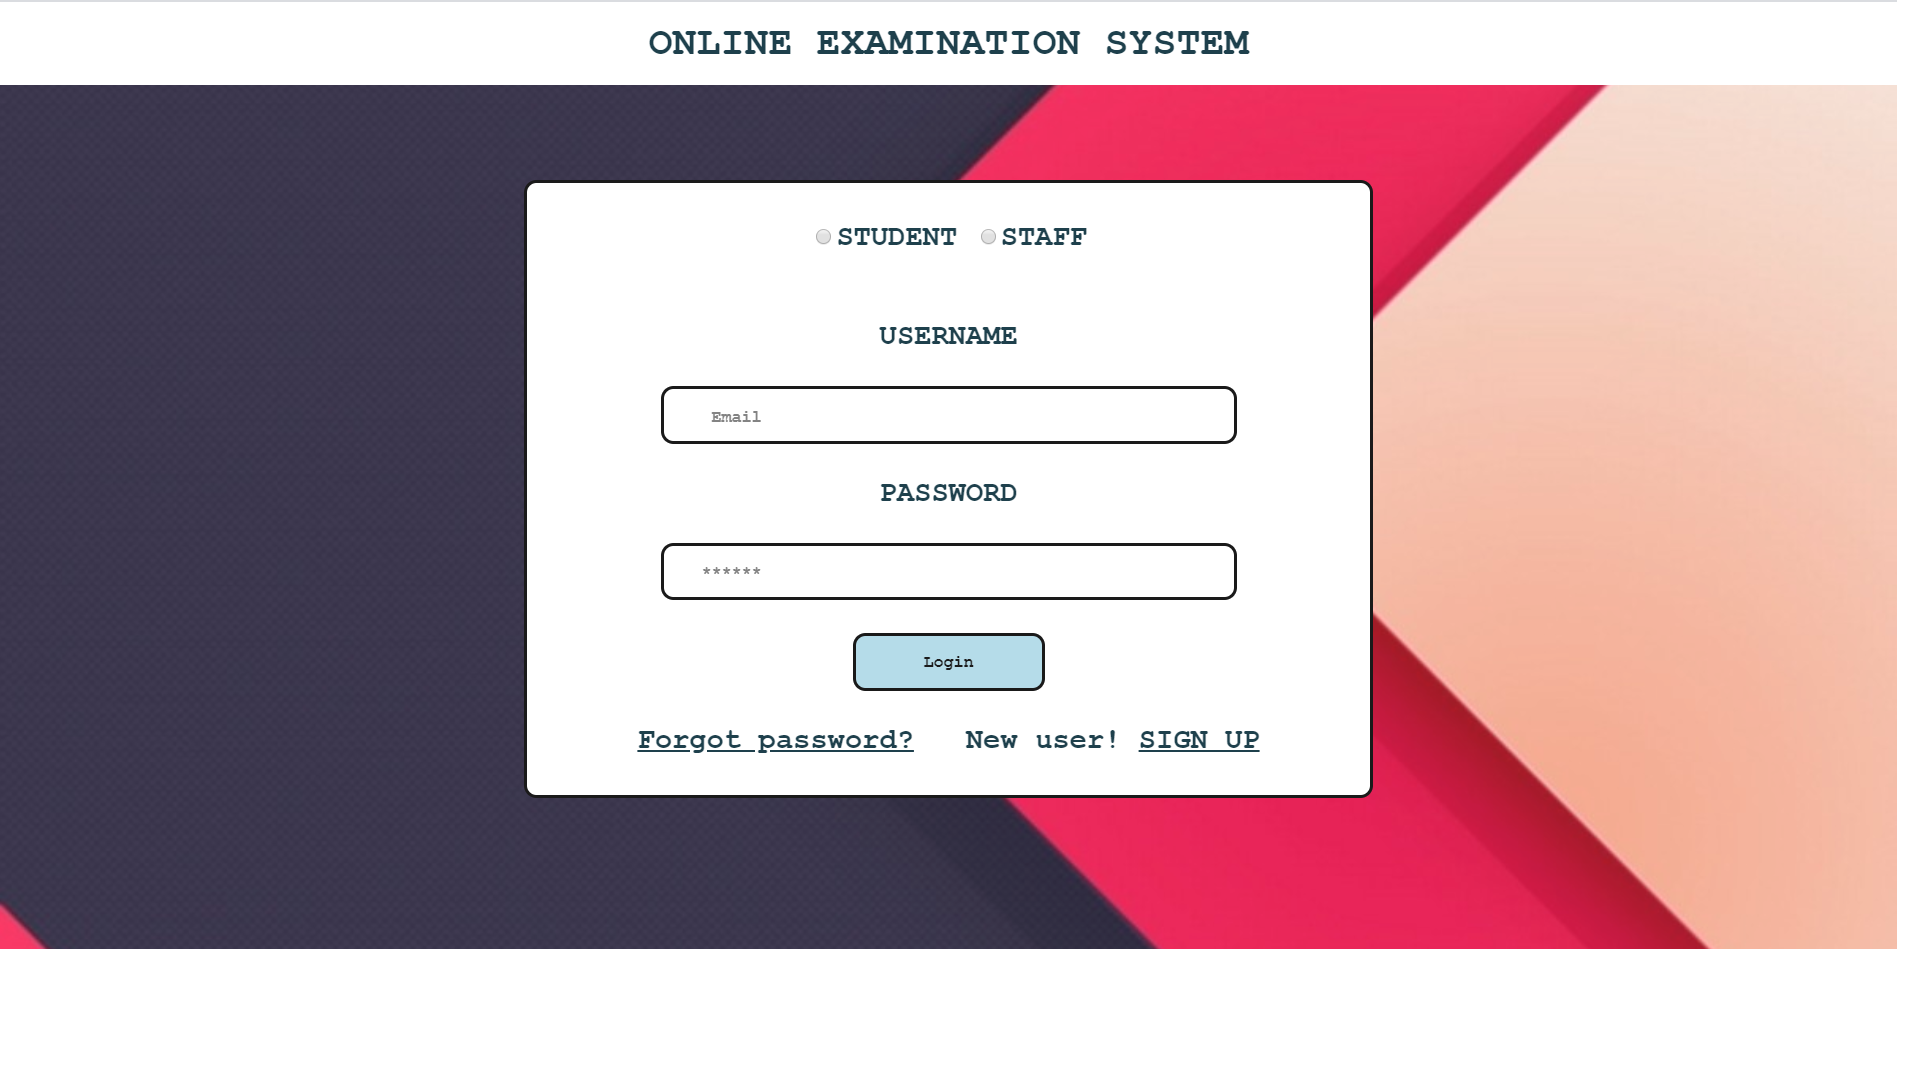 ONLINE EXAMINATION SYSTEM
STUDENT STAFF
USERNAME
Email
PASSWORD
******
Login
Forgot password? New user! SIGN UP